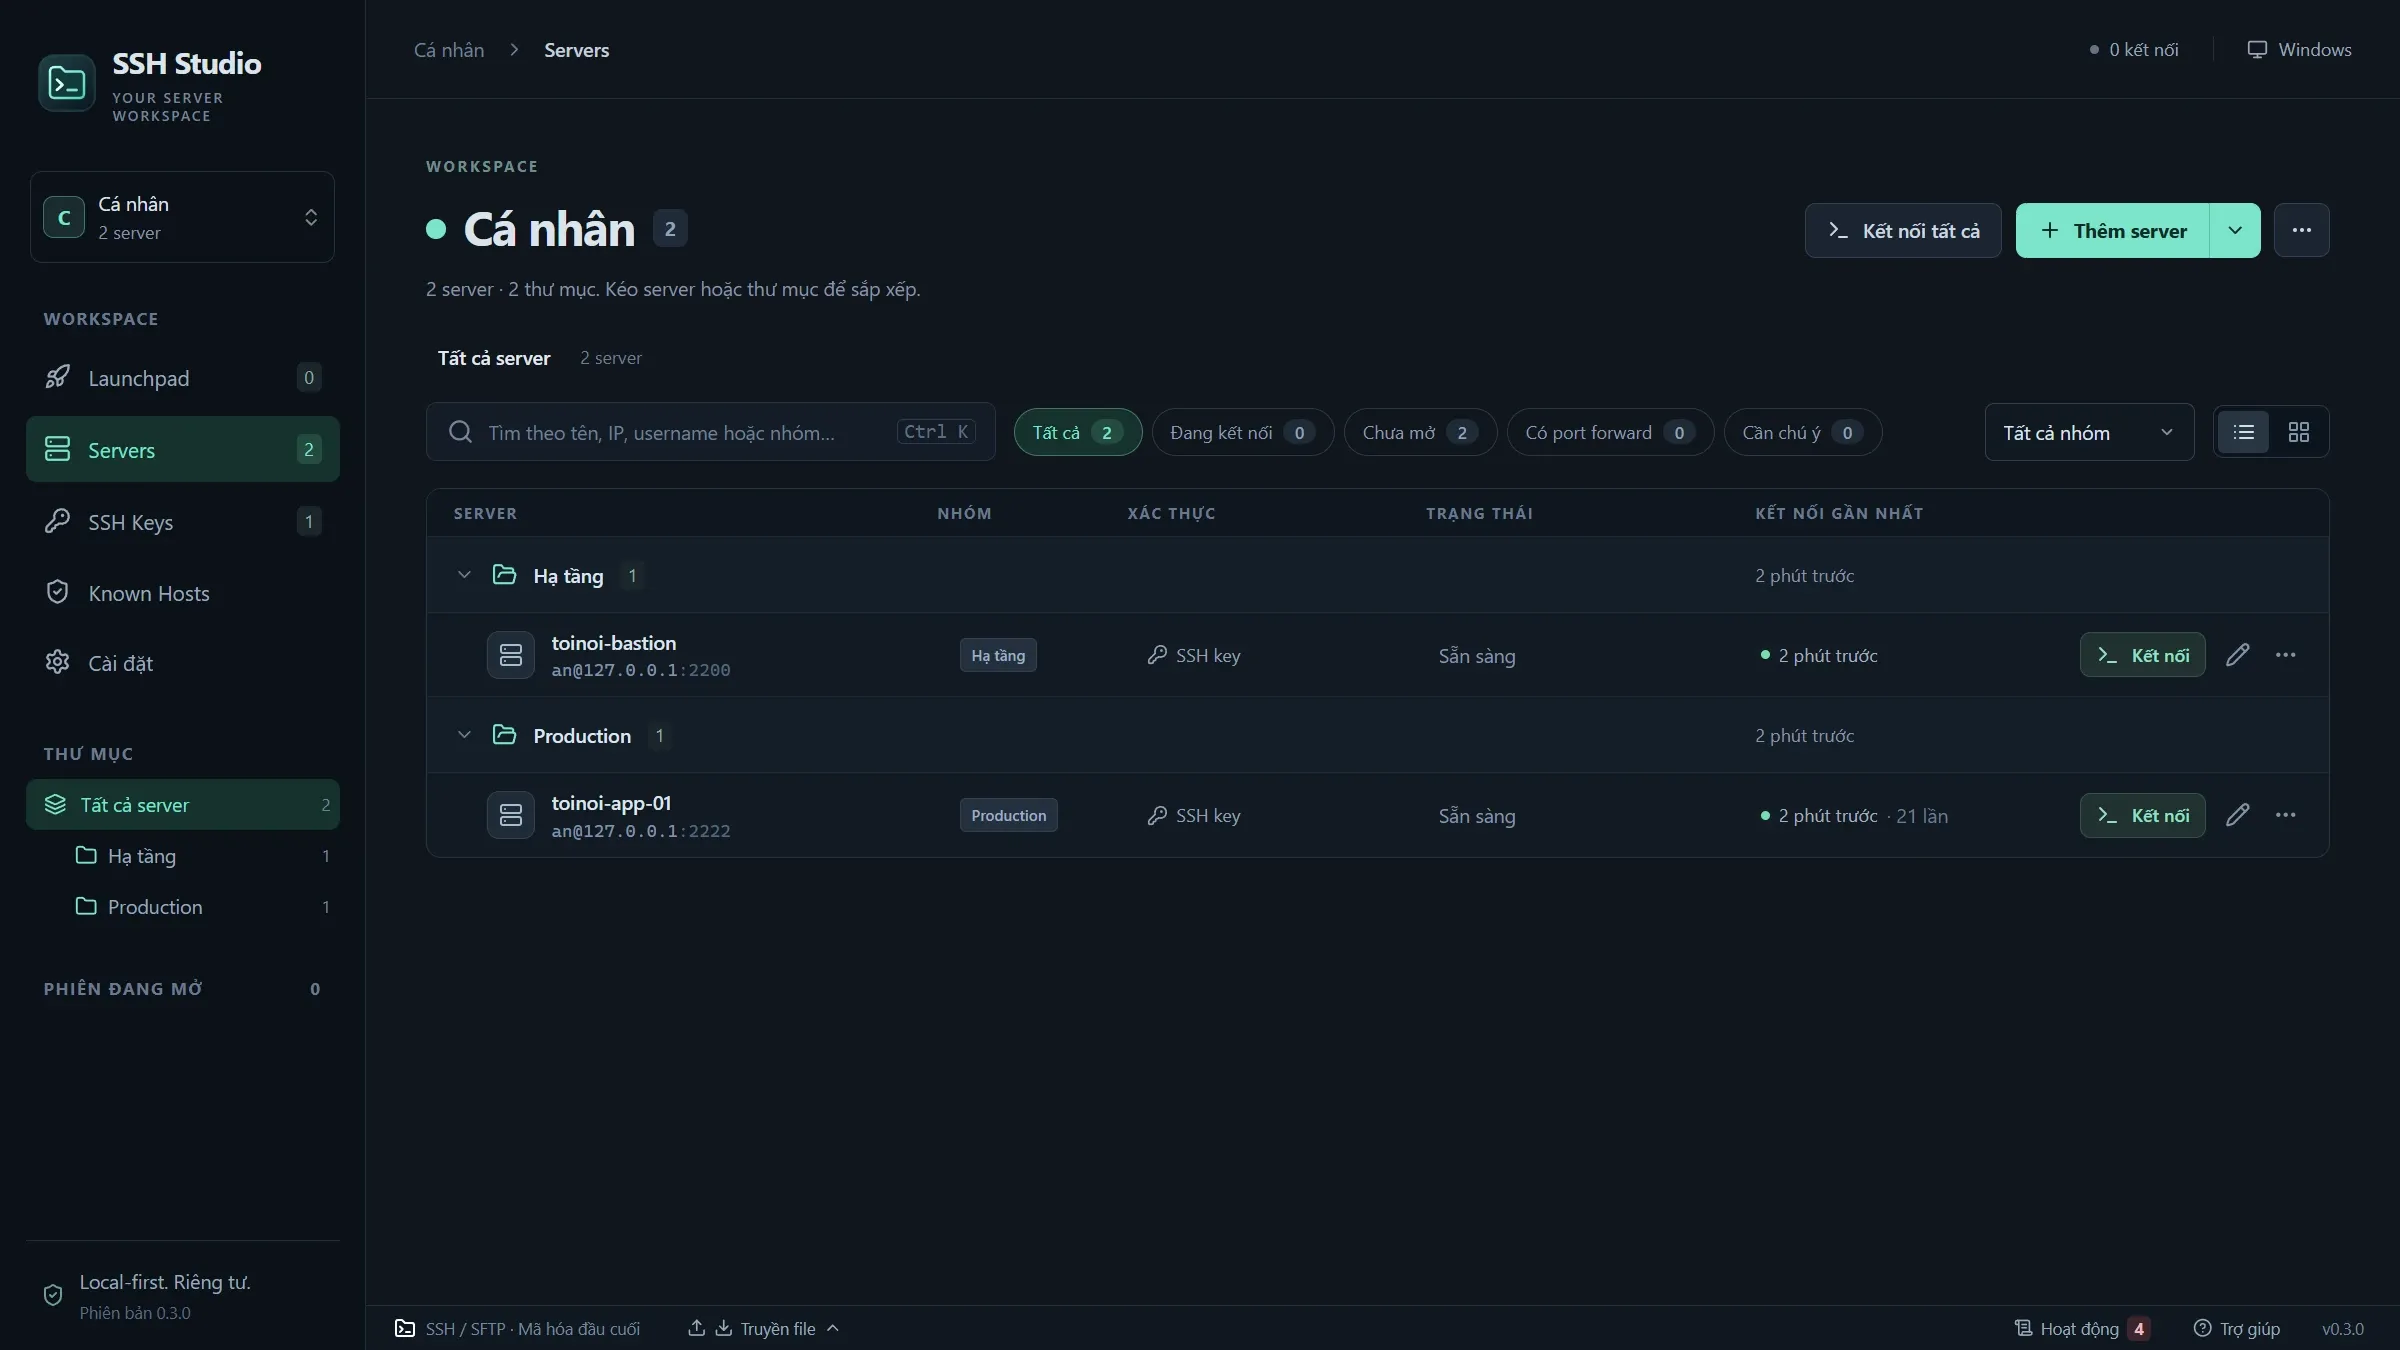 SSH Studio
YOUR SERVER
WORKSPACE
C
Cá nhân
2 server
WORKSPACE
Launchpad 0
Servers 2
SSH Keys 1
Known Hosts
Cài đặt
THƯ MỤC
Tất cả server 2
Hạ tầng 1
Production 1
PHIÊN ĐANG MỞ 0
Local-first. Riêng tư.
Phiên bản 0.3.0
Cá nhân > Servers
0 kết nối
Windows
WORKSPACE
Cá nhân 2
2 server · 2 thư mục. Kéo server hoặc thư mục để sắp xếp.
Kết nối tất cả
Thêm server
Tất cả server 2 server
Tìm theo tên, IP, username hoặc nhóm... Ctrl K
Tất cả 2
Đang kết nối 0
Chưa mở 2
Có port forward 0
Cần chú ý 0
Tất cả nhóm
SERVER NHÓM XÁC THỰC TRẠNG THÁI KẾT NỐI GẦN NHẤT
Hạ tầng 1 2 phút trước
toinoi-bastion
an@127.0.0.1:2200
Hạ tầng SSH key Sẵn sàng 2 phút trước Kết nối
Production 1 2 phút trước
toinoi-app-01
an@127.0.0.1:2222
Production SSH key Sẵn sàng 2 phút trước · 21 lần Kết nối
SSH / SFTP · Mã hóa đầu cuối
Truyền file
Hoạt động 4
Trợ giúp
v0.3.0